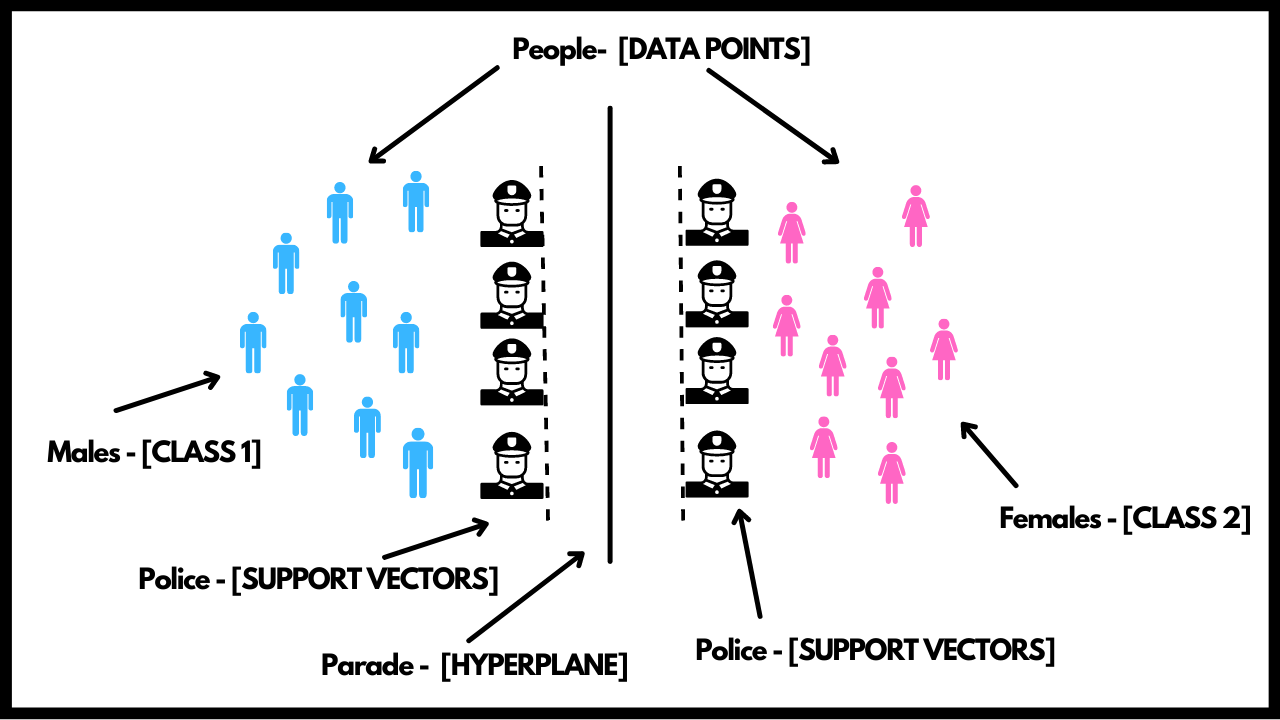 People- [DATA POINTS]
Males - [CLASS 1]
Females - [CLASS 2]
Police - [SUPPORT VECTORS]
Police - [SUPPORT VECTORS]
Parade - [HYPERPLANE]